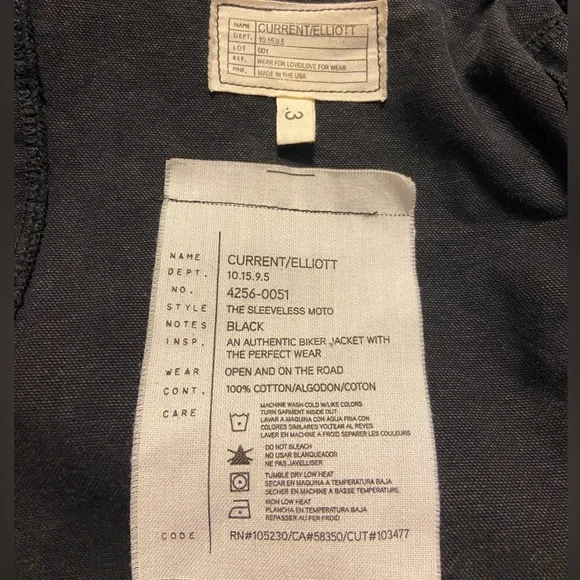 NAME CURRENT/ELLIOTT
DEPT. 10.15.9.5
LOT 001
REF. WEAR FOR LOVE/LOVE FOR WEAR
MNF. MADE IN THE USA
3
NAME CURRENT/ELLIOTT
DEPT. 10.15.9.5
NO. 4256-0051
STYLE THE SLEEVELESS MOTO
NOTES BLACK
INSP. AN AUTHENTIC BIKER JACKET WITH
THE PERFECT WEAR
WEAR OPEN AND ON THE ROAD
CONT. 100% COTTON/ALGODON/COTON
CARE MACHINE WASH COLD W/LIKE COLORS
TURN GARMENT INSIDE OUT
LAVAR A MAQUINA CON AGUA FRIA CON
COLORES SIMILARES VOLTEAR AL REVES
LAVER EN MACHINE A FROID SEPARER LES COULEURS
DO NOT BLEACH
NO USAR BLANQUEADOR
NE PAS JAVELLISER
TUMBLE DRY LOW HEAT
SECAR EN MAQUINA A TEMPERATURA BAJA
SECHER EN MACHINE A BASSE TEMPERATURE.
IRON LOW HEAT
PLANCHA EN TEMPERATURA BAJA
REPASSER AU FER FROID
CODE RN#105230/CA#58350/CUT#103477